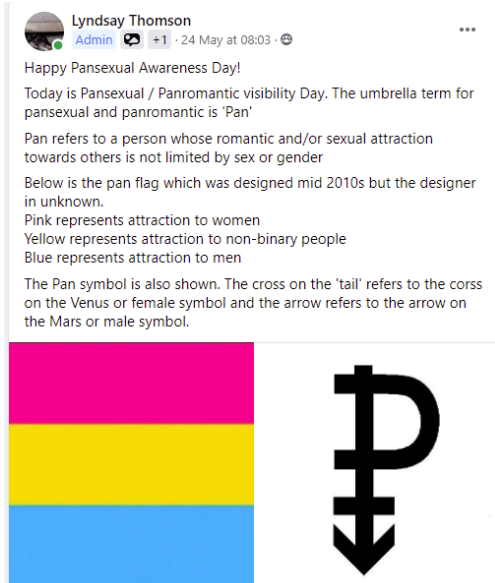 Lyndsay Thomson
Admin +1 · 24 May at 08:03 ·
Happy Pansexual Awareness Day!
Today is Pansexual / Panromantic visibility Day. The umbrella term for
pansexual and panromantic is 'Pan'
Pan refers to a person whose romantic and/or sexual attraction
towards others is not limited by sex or gender
Below is the pan flag which was designed mid 2010s but the designer
in unknown.
Pink represents attraction to women
Yellow represents attraction to non-binary people
Blue represents attraction to men
The Pan symbol is also shown. The cross on the 'tail' refers to the corss
on the Venus or female symbol and the arrow refers to the arrow on
the Mars or male symbol.